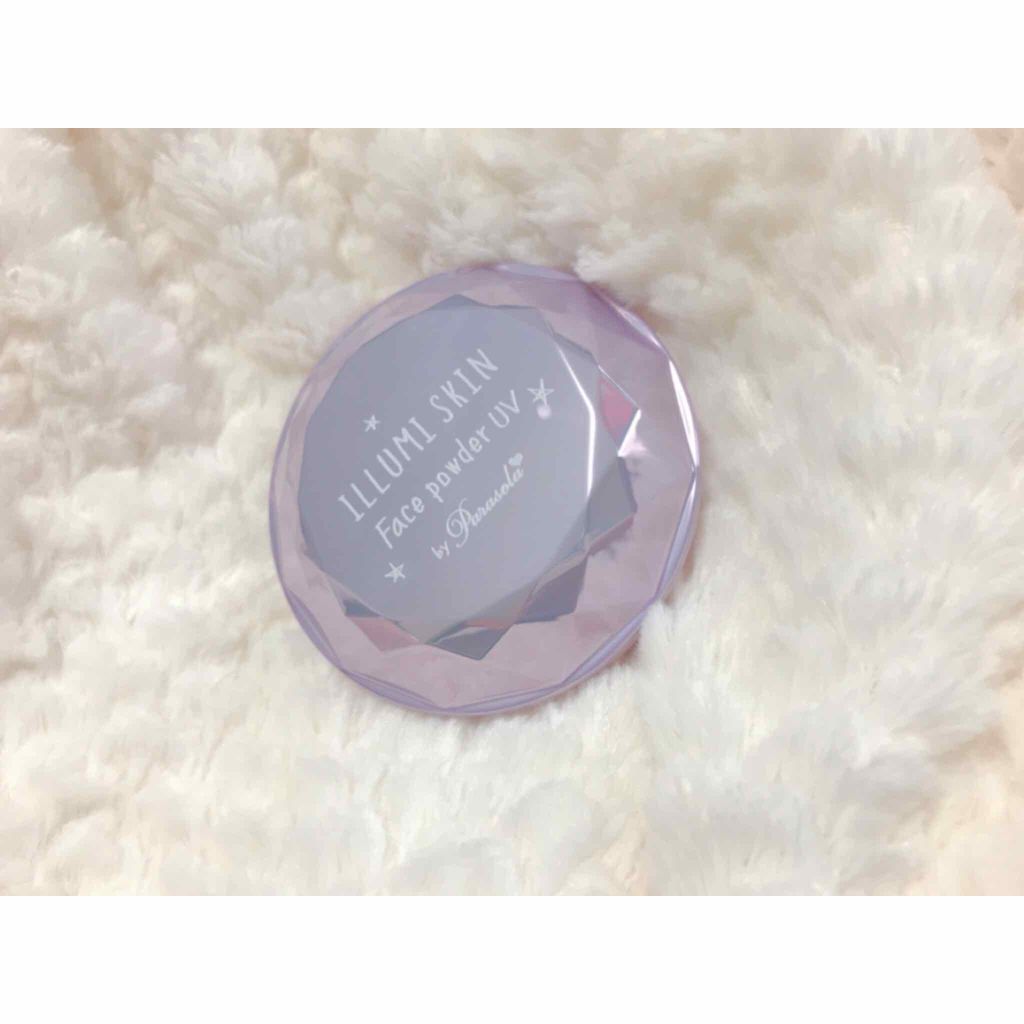 ILLUMI SKIN
Face powder UV
by Parasola